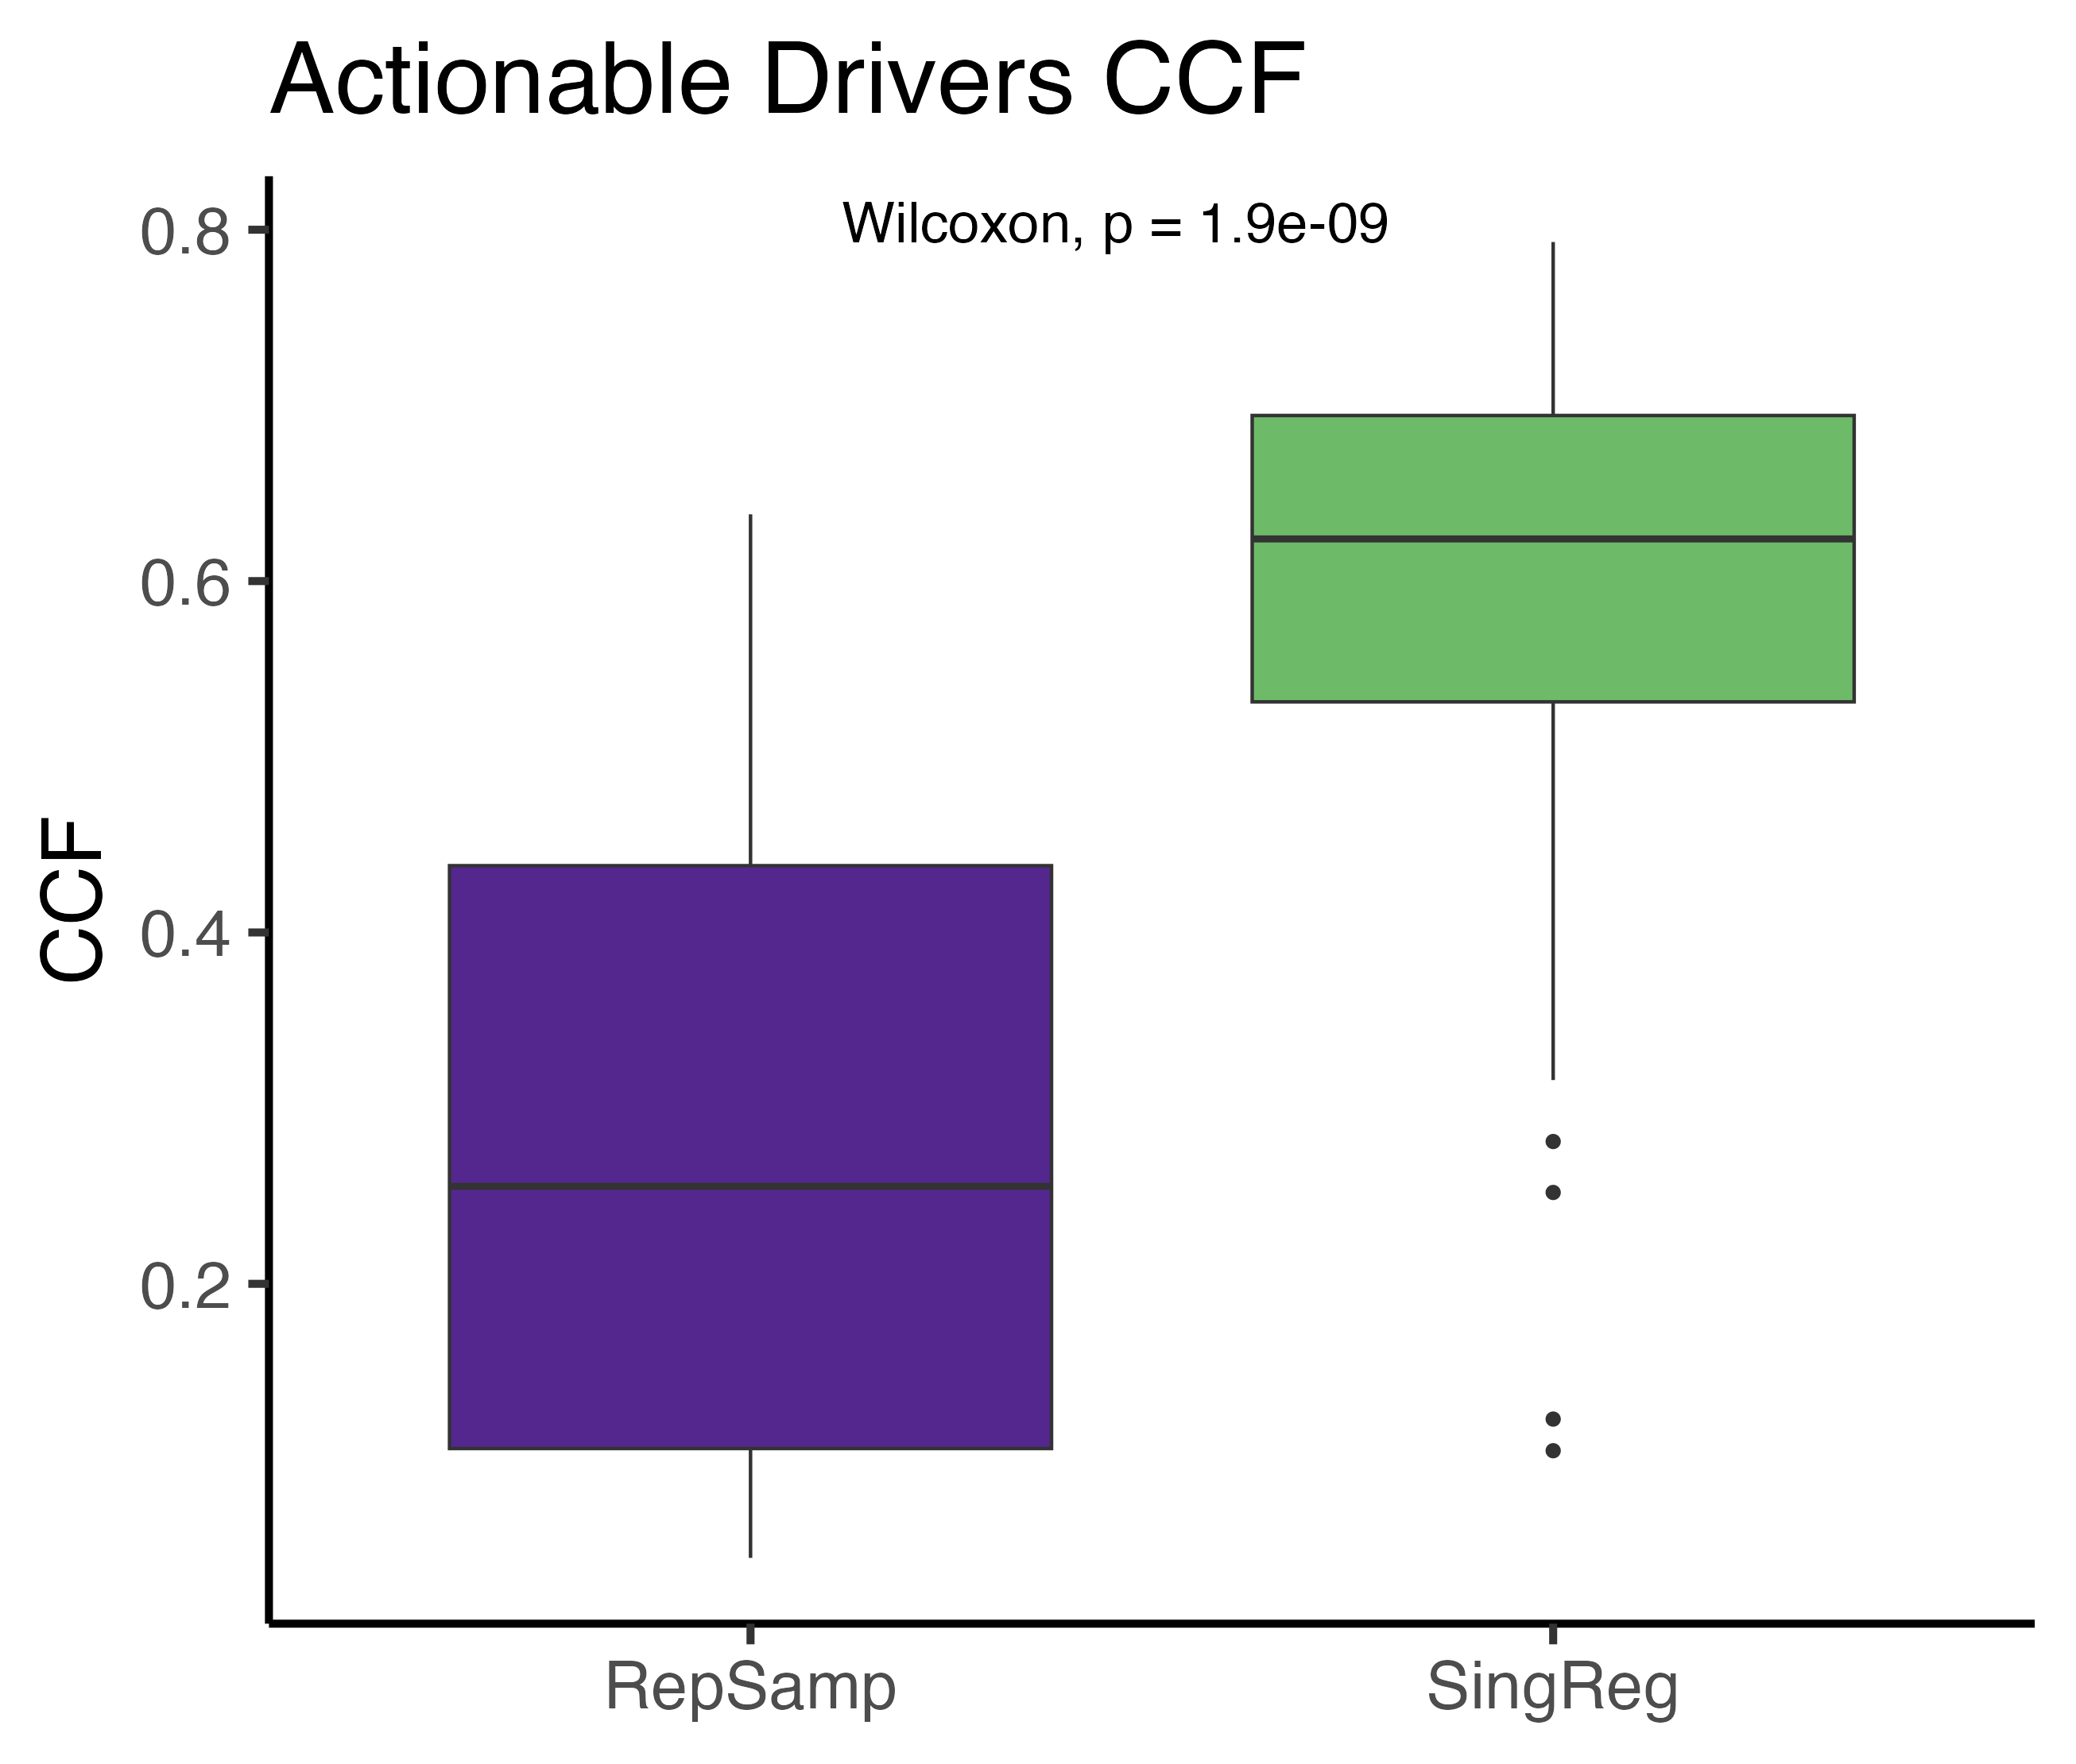 Actionable Drivers CCF
Wilcoxon, p = 1.9e-09
0.8
0.6
0.4
0.2
CCF
RepSamp
SingReg